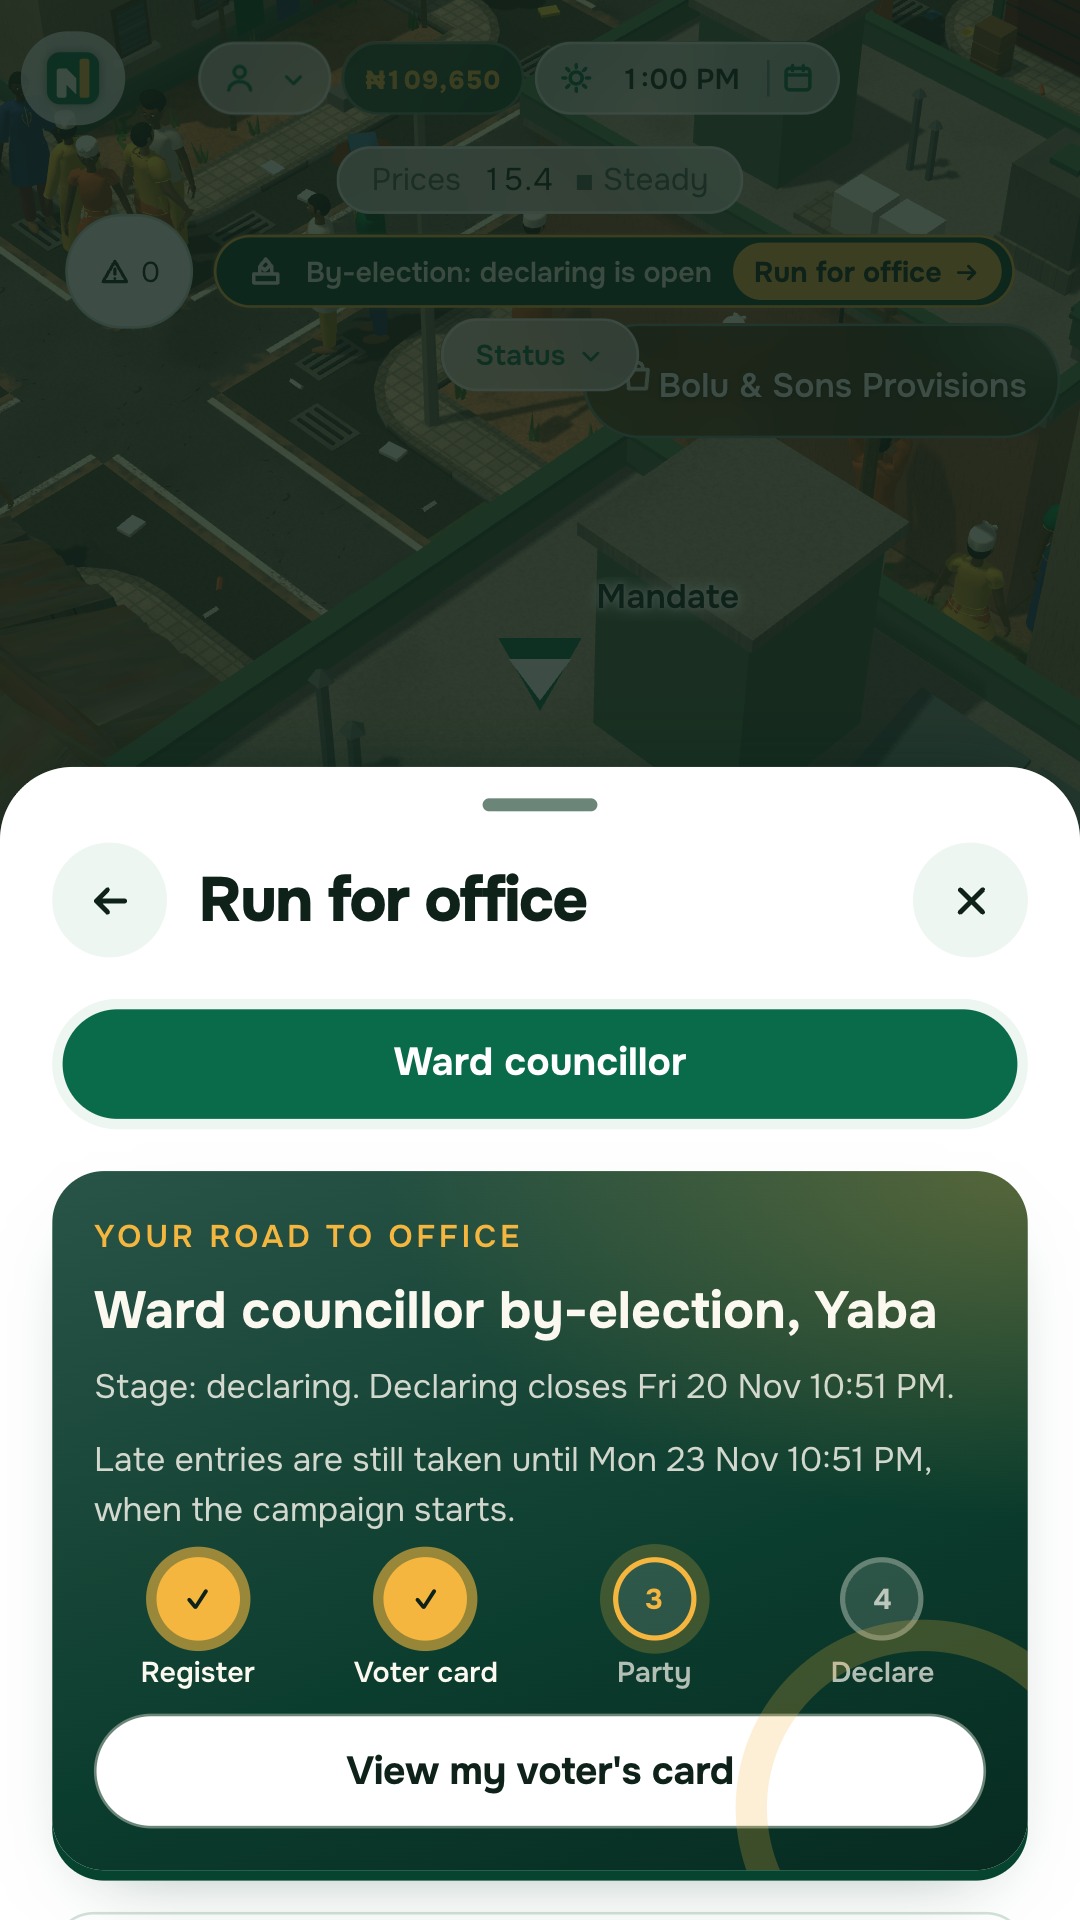 ₦109,650
1:00 PM
Prices 15.4 Steady
0
By-election: declaring is open
Run for office →
Status
Bolu & Sons Provisions
Mandate
Run for office
Ward councillor
YOUR ROAD TO OFFICE
Ward councillor by-election, Yaba
Stage: declaring. Declaring closes Fri 20 Nov 10:51 PM.
Late entries are still taken until Mon 23 Nov 10:51 PM,
when the campaign starts.
3
4
Register
Voter card
Party
Declare
View my voter's card